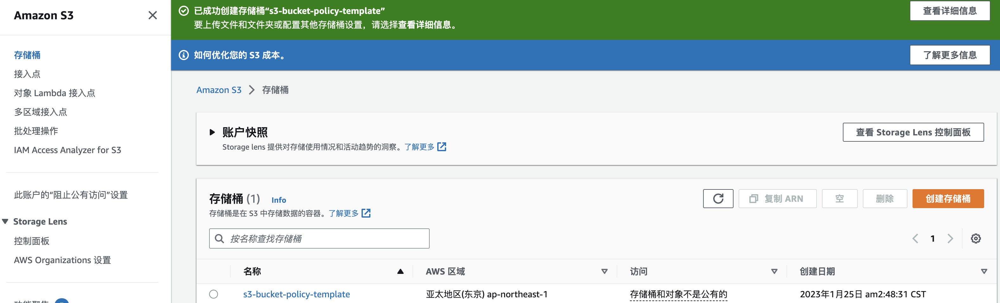 Amazon S3
存储桶
接入点
对象 Lambda 接入点
多区域接入点
批处理操作
IAM Access Analyzer for S3
此账户的“阻止公有访问”设置
Storage Lens
控制面板
AWS Organizations 设置
已成功创建存储桶“s3-bucket-policy-template”
要上传文件和文件夹或配置其他存储桶设置，请选择查看详细信息。
查看详细信息
如何优化您的 S3 成本。
了解更多信息
Amazon S3 存储桶
账户快照
Storage lens 提供对存储使用情况和活动趋势的洞察。了解更多
查看 Storage Lens 控制面板
存储桶 (1) Info
存储桶是在 S3 中存储数据的容器。了解更多
复制 ARN 空 删除 创建存储桶
按名称查找存储桶
1
名称 AWS 区域 访问 创建日期
s3-bucket-policy-template 亚太地区(东京) ap-northeast-1 存储桶和对象不是公有的 2023年1月25日 am2:48:31 CST